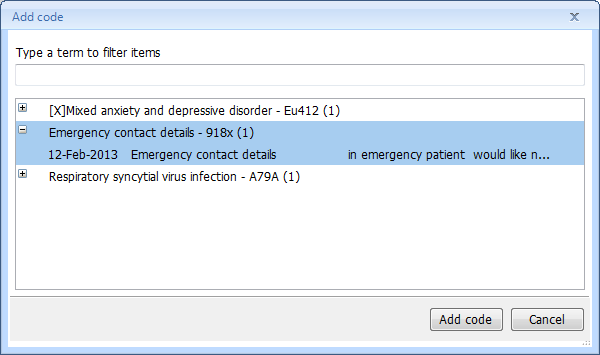 Add code
Type a term to filter items
[X]Mixed anxiety and depressive disorder - Eu412 (1)
Emergency contact details - 918x (1)
12-Feb-2013 Emergency contact details in emergency patient would like n...
Respiratory syncytial virus infection - A79A (1)
Add code Cancel